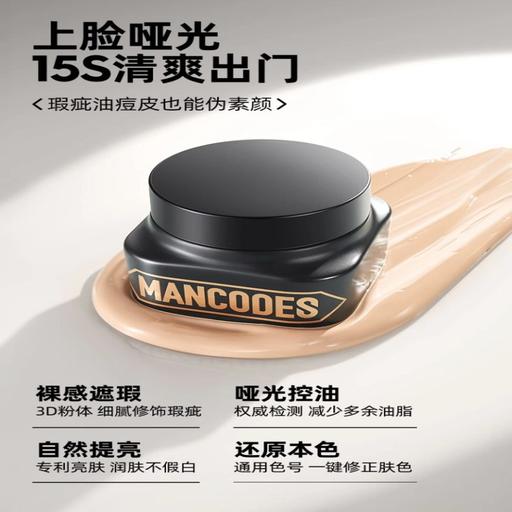 上脸哑光
15S清爽出门
<瑕疵油痘皮也能伪素颜>
MANCODES
裸感遮瑕
3D粉体 细腻修饰瑕疵
哑光控油
权威检测 减少多余油脂
自然提亮
专利亮肤 润肤不假白
还原本色
通用色号 一键修正肤色